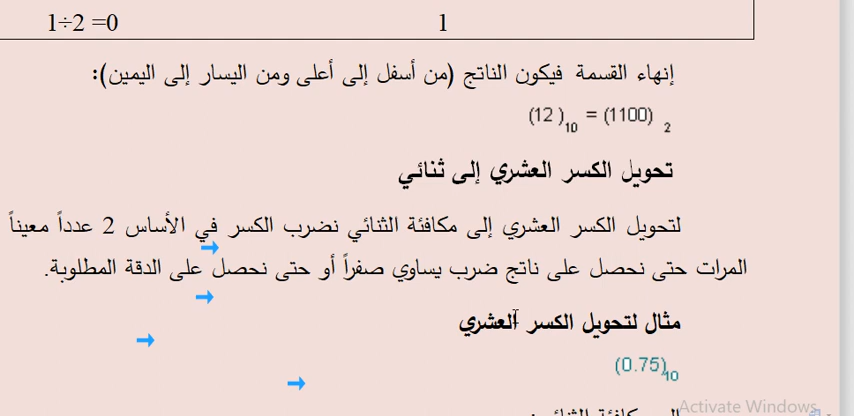 1÷2 =0 1
إنهاء القسمة فيكون الناتج (من أسفل إلى أعلى ومن اليسار إلى اليمين):
(12)10 = (1100) 2
تحويل الكسر العشري إلى ثنائي
لتحويل الكسر العشري إلى مكافئة الثنائي نضرب الكسر في الأساس 2 عدداً معيناً
المرات حتى نحصل على ناتج ضرب يساوي صفراً أو حتى نحصل على الدقة المطلوبة.
مثال لتحويل الكسر العشري
(0.75)10
Activate Windows